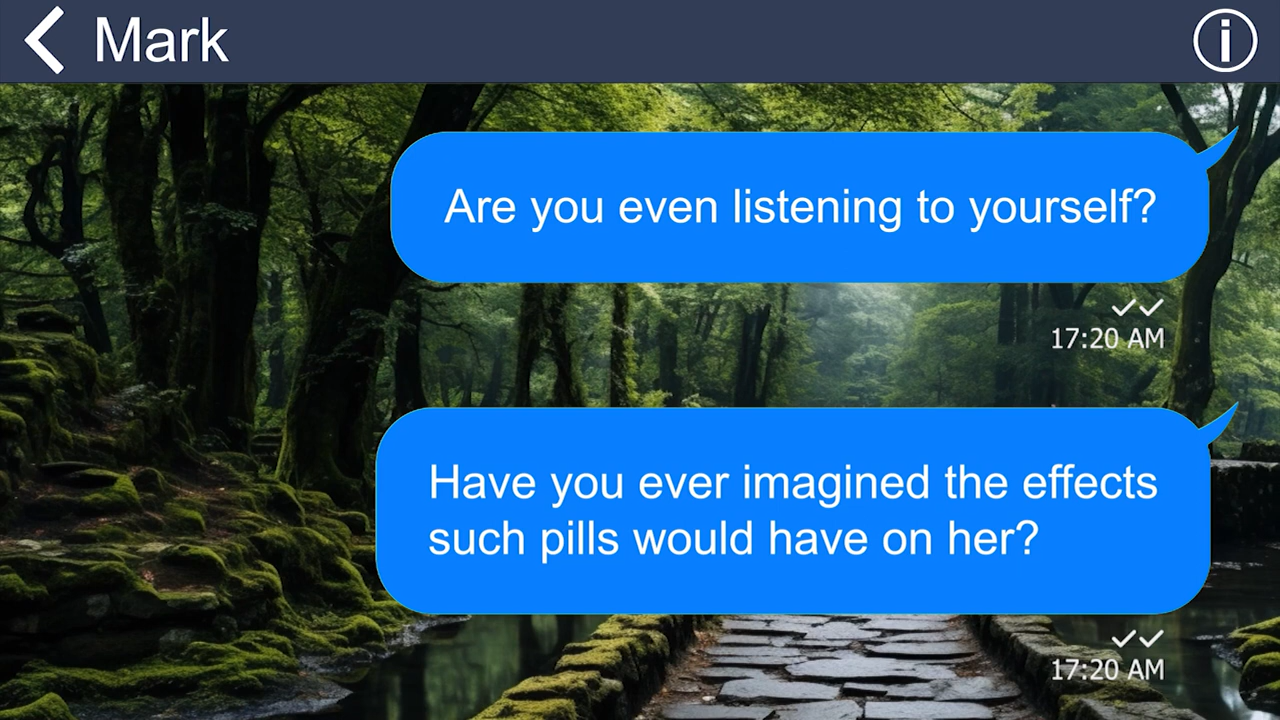 Mark
Are you even listening to yourself?
17:20 AM
Have you ever imagined the effects
such pills would have on her?
17:20 AM